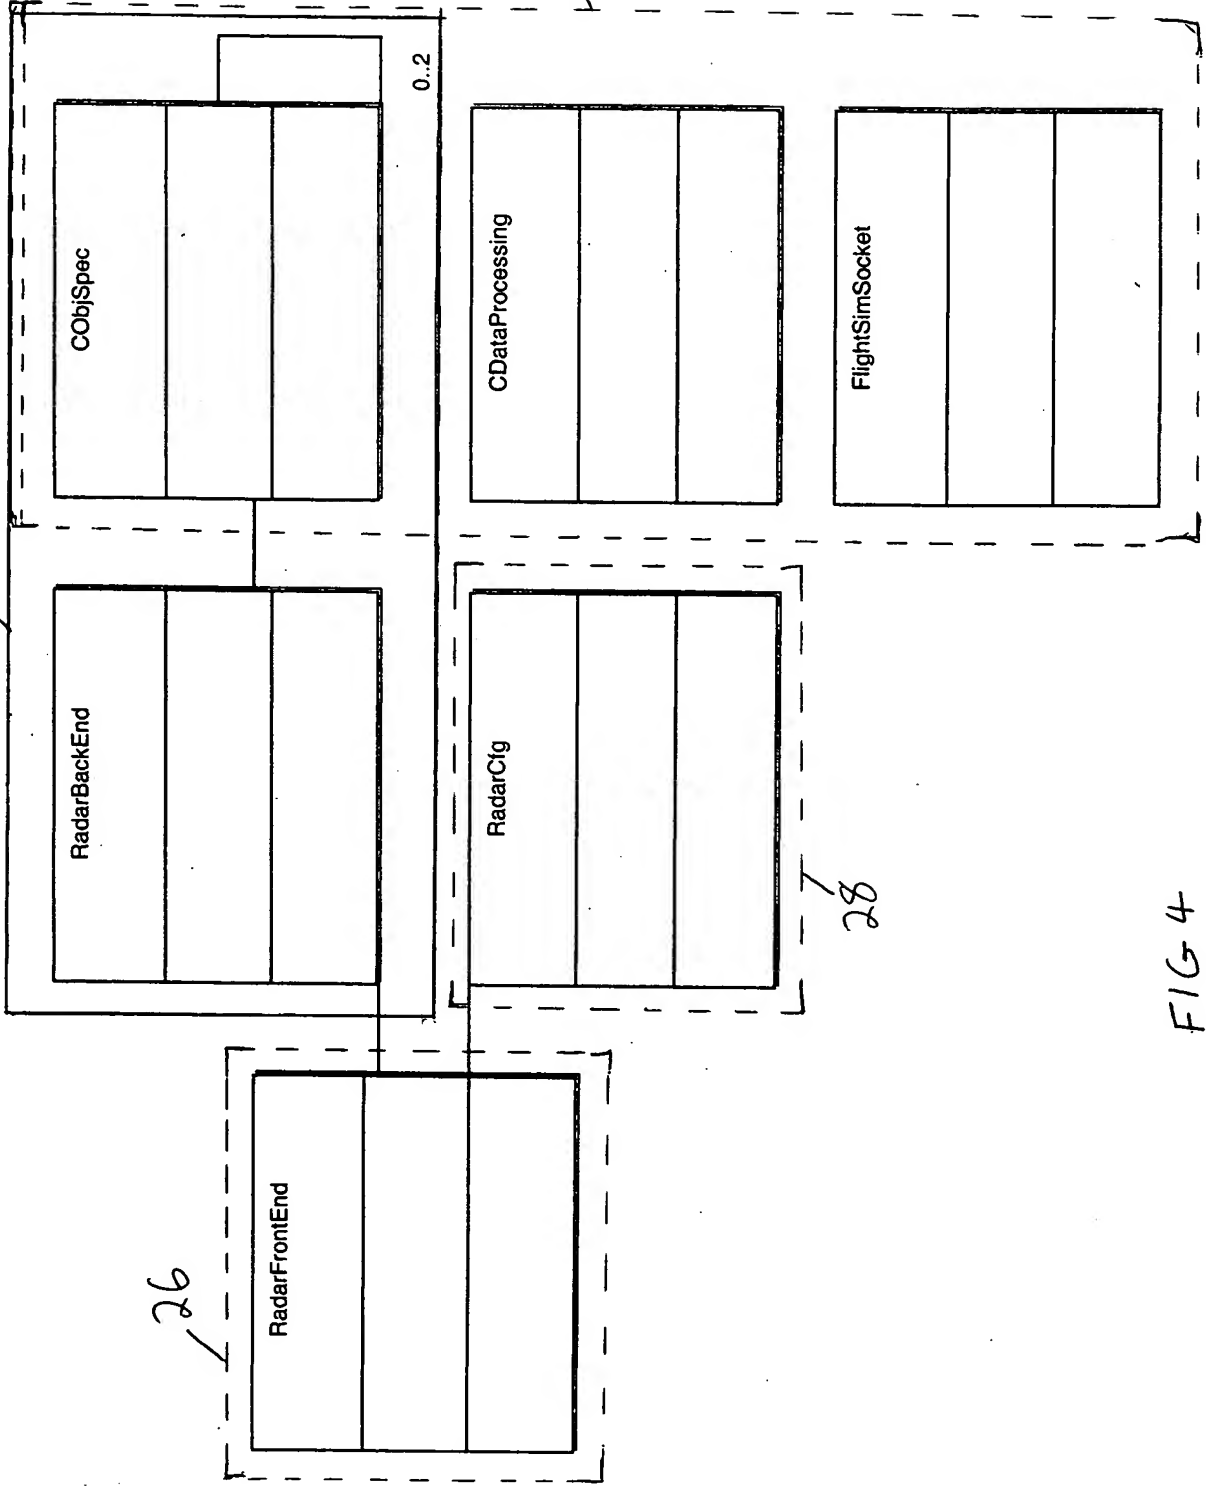 26
RadarFrontEnd
RadarBackEnd
CObjSpec
0..2
RadarCfg
CDataProcessing
28
FlightSimSocket
FIG 4